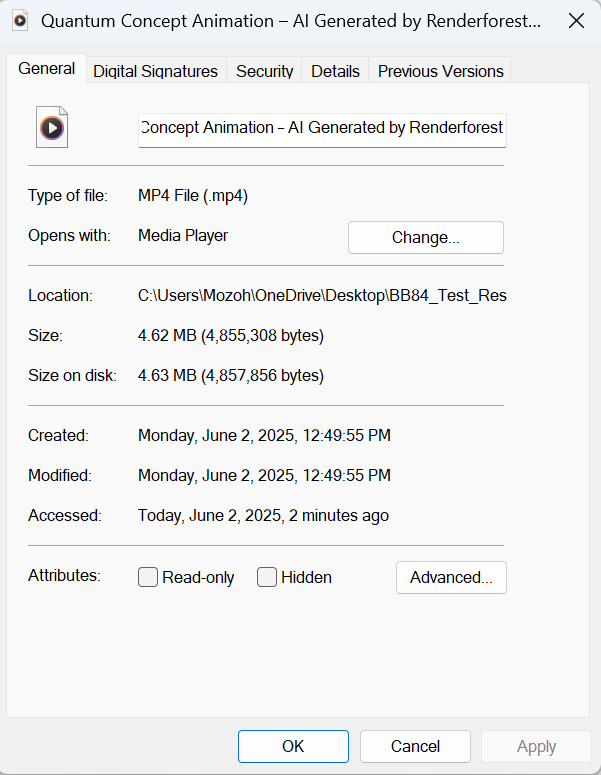 Quantum Concept Animation – AI Generated by Renderforest...
General Digital Signatures Security Details Previous Versions
Concept Animation – AI Generated by Renderforest
Type of file: MP4 File (.mp4)
Opens with: Media Player Change...
Location: C:\Users\Mozoh\OneDrive\Desktop\BB84_Test_Res
Size: 4.62 MB (4,855,308 bytes)
Size on disk: 4.63 MB (4,857,856 bytes)
Created: Monday, June 2, 2025, 12:49:55 PM
Modified: Monday, June 2, 2025, 12:49:55 PM
Accessed: Today, June 2, 2025, 2 minutes ago
Attributes: Read-only Hidden Advanced...
OK Cancel Apply